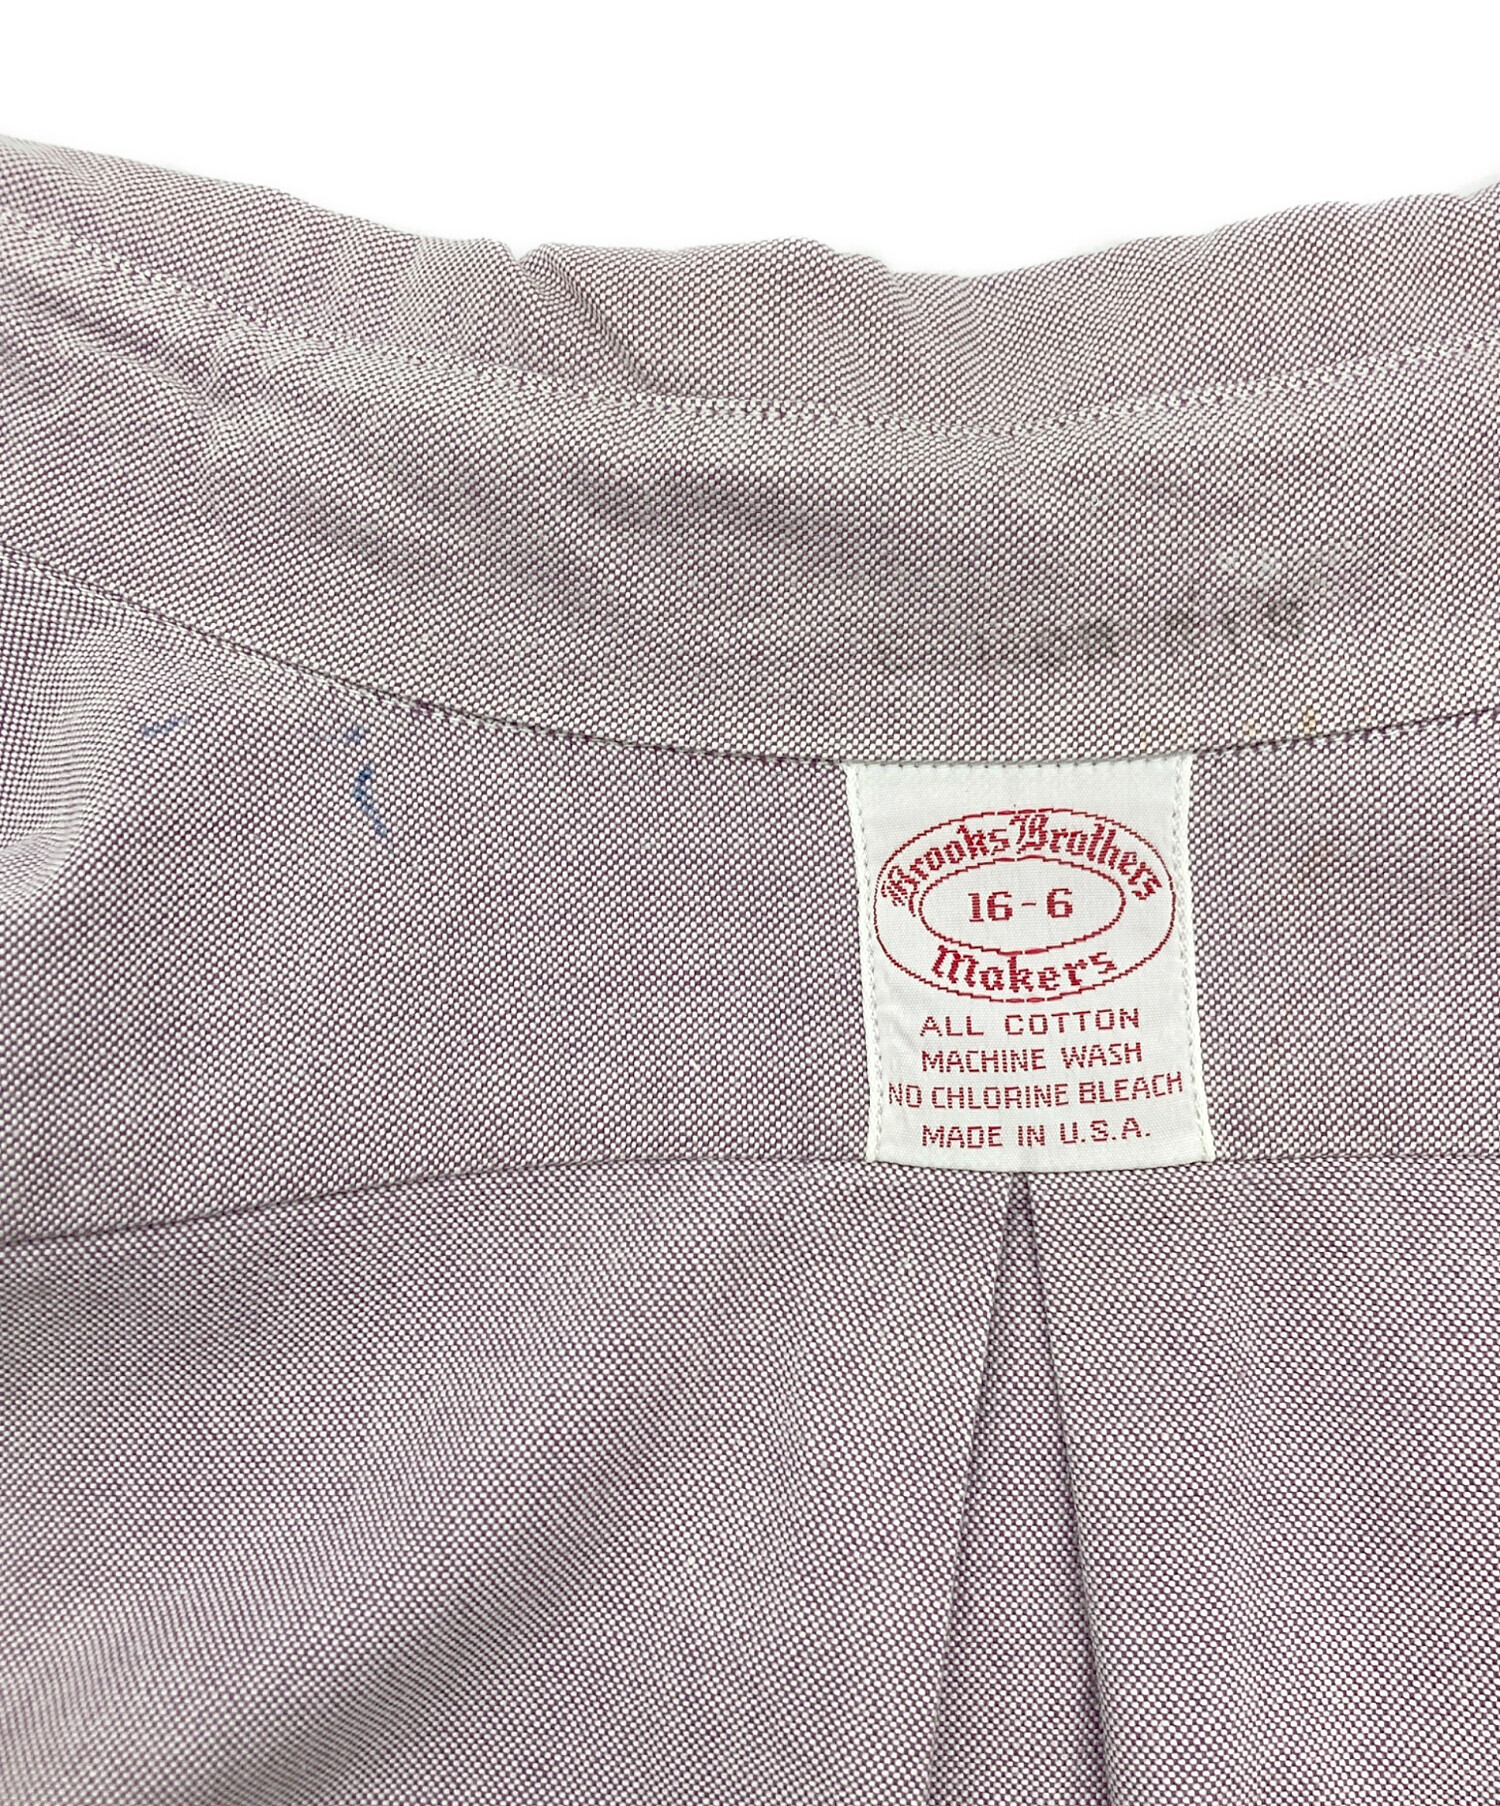 Brooks Brothers
16-6
Makers
ALL COTTON
MACHINE WASH
NO CHLORINE BLEACH
MADE IN U.S.A.